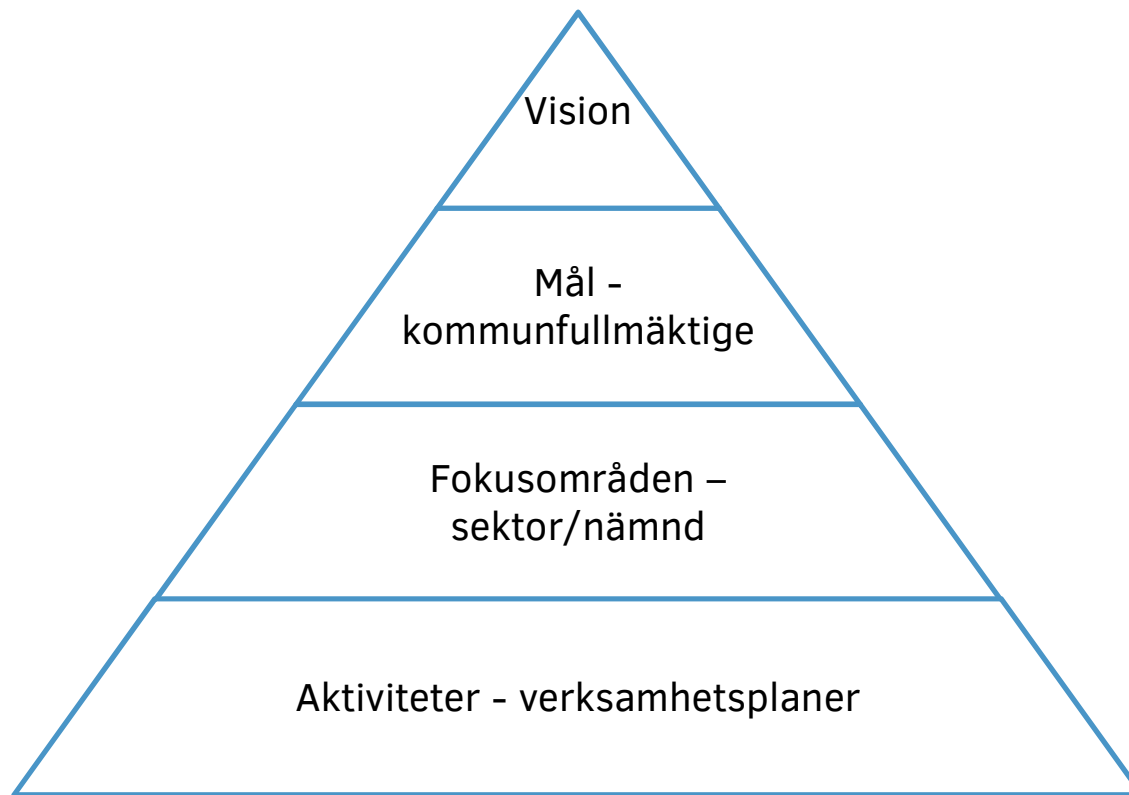 Vision
Mål -
kommunfullmäktige
Fokusområden –
sektor/nämnd
Aktiviteter - verksamhetsplaner